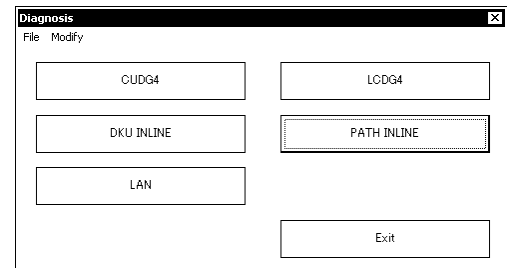 Diagnosis
File Modify
CUDG4 LCDG4
DKU INLINE PATH INLINE
LAN
Exit